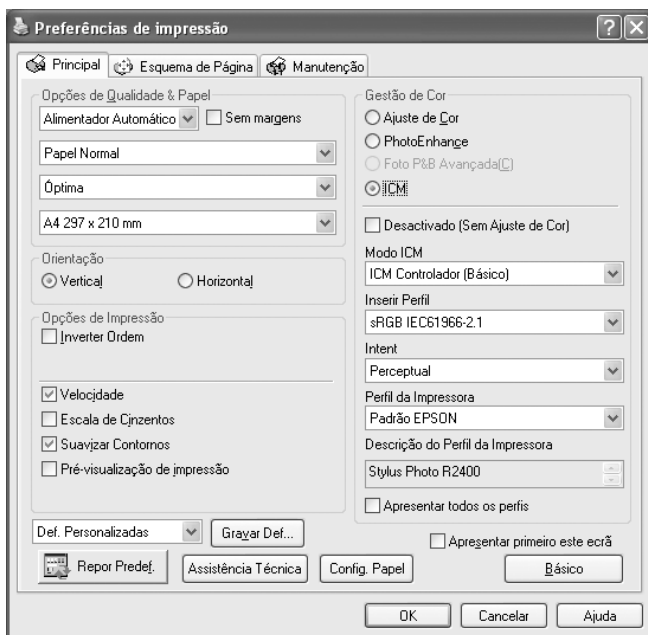 Preferências de impressão
Principal
Esquema de Página
Manutenção
Opções de Qualidade & Papel
Alimentador Automático
Sem margens
Papel Normal
Óptima
A4 297 x 210 mm
Orientação
Vertical
Horizontal
Opções de Impressão
Inverter Ordem
Velocidade
Escala de Cinzentos
Suavizar Contornos
Pré-visualização de impressão
Gestão de Cor
Ajuste de Cor
PhotoEnhance
Foto P&B Avançada(C)
ICM
Desactivado (Sem Ajuste de Cor)
Modo ICM
ICM Controlador (Básico)
Inserir Perfil
sRGB IEC61966-2.1
Intent
Perceptual
Perfil da Impressora
Padrão EPSON
Descrição do Perfil da Impressora
Stylus Photo R2400
Apresentar todos os perfis
Def. Personalizadas
Gravar Def...
Apresentar primeiro este ecrã
Repor Predef.
Assistência Técnica
Config. Papel
Básico
OK
Cancelar
Ajuda